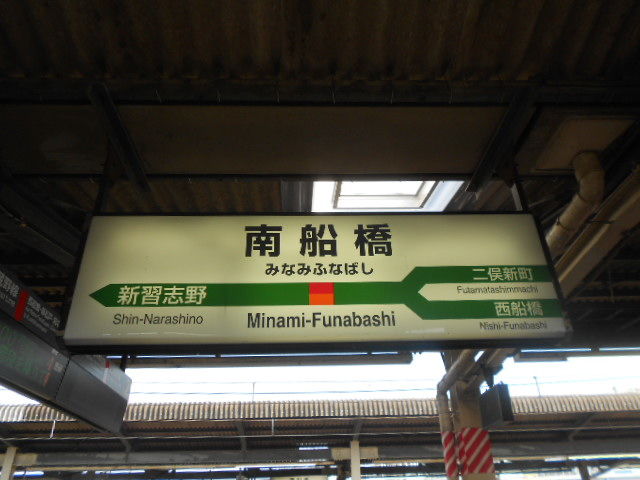 南船橋
みなみふなばし
新習志野
Shin-Narashino
Minami-Funabashi
二俣新町
Futamatashimmachi
西船橋
Nishi-Funabashi